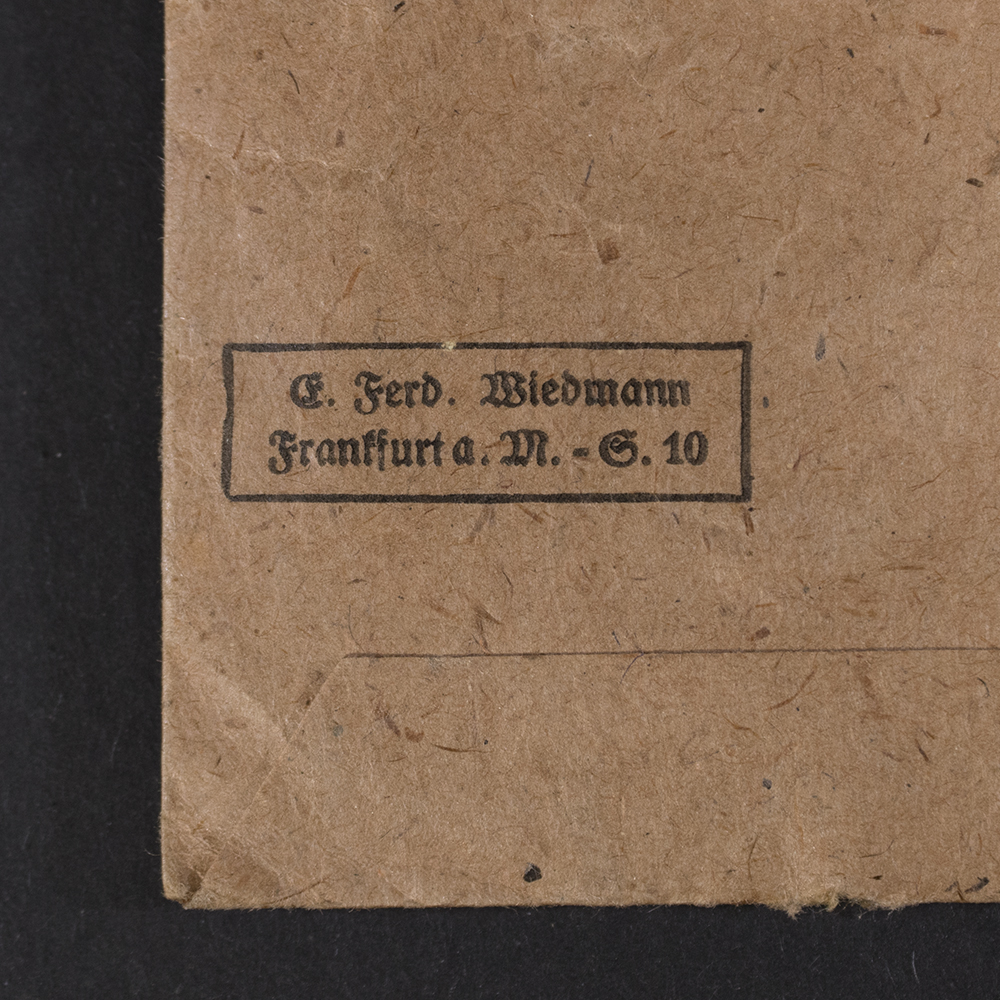 E. Ferd. Wiedmann
Frankfurt a. M. - S. 10